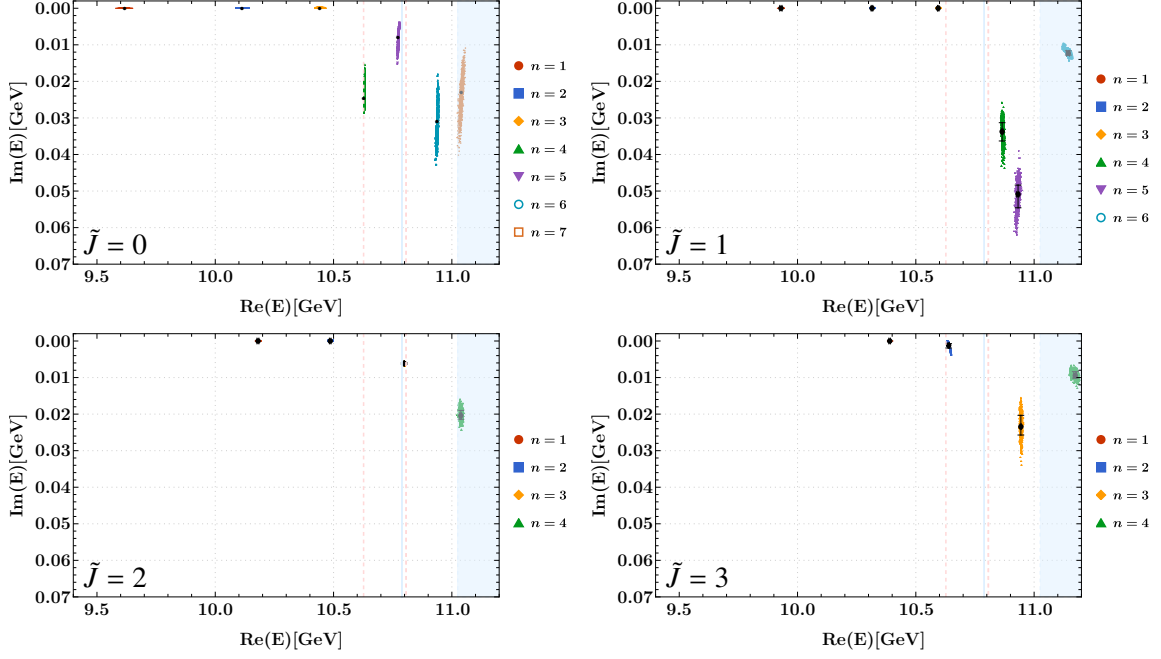 0.00
0.01
0.02
0.03
0.04
0.05
0.06
0.07
Im(E)[GeV]
J̃ = 0
9.5 10.0 10.5 11.0
Re(E)[GeV]
n = 1
n = 2
n = 3
n = 4
n = 5
n = 6
n = 7
0.00
0.01
0.02
0.03
0.04
0.05
0.06
0.07
Im(E)[GeV]
J̃ = 1
9.5 10.0 10.5 11.0
Re(E)[GeV]
n = 1
n = 2
n = 3
n = 4
n = 5
n = 6
0.00
0.01
0.02
0.03
0.04
0.05
0.06
0.07
Im(E)[GeV]
J̃ = 2
9.5 10.0 10.5 11.0
Re(E)[GeV]
n = 1
n = 2
n = 3
n = 4
0.00
0.01
0.02
0.03
0.04
0.05
0.06
0.07
Im(E)[GeV]
J̃ = 3
9.5 10.0 10.5 11.0
Re(E)[GeV]
n = 1
n = 2
n = 3
n = 4